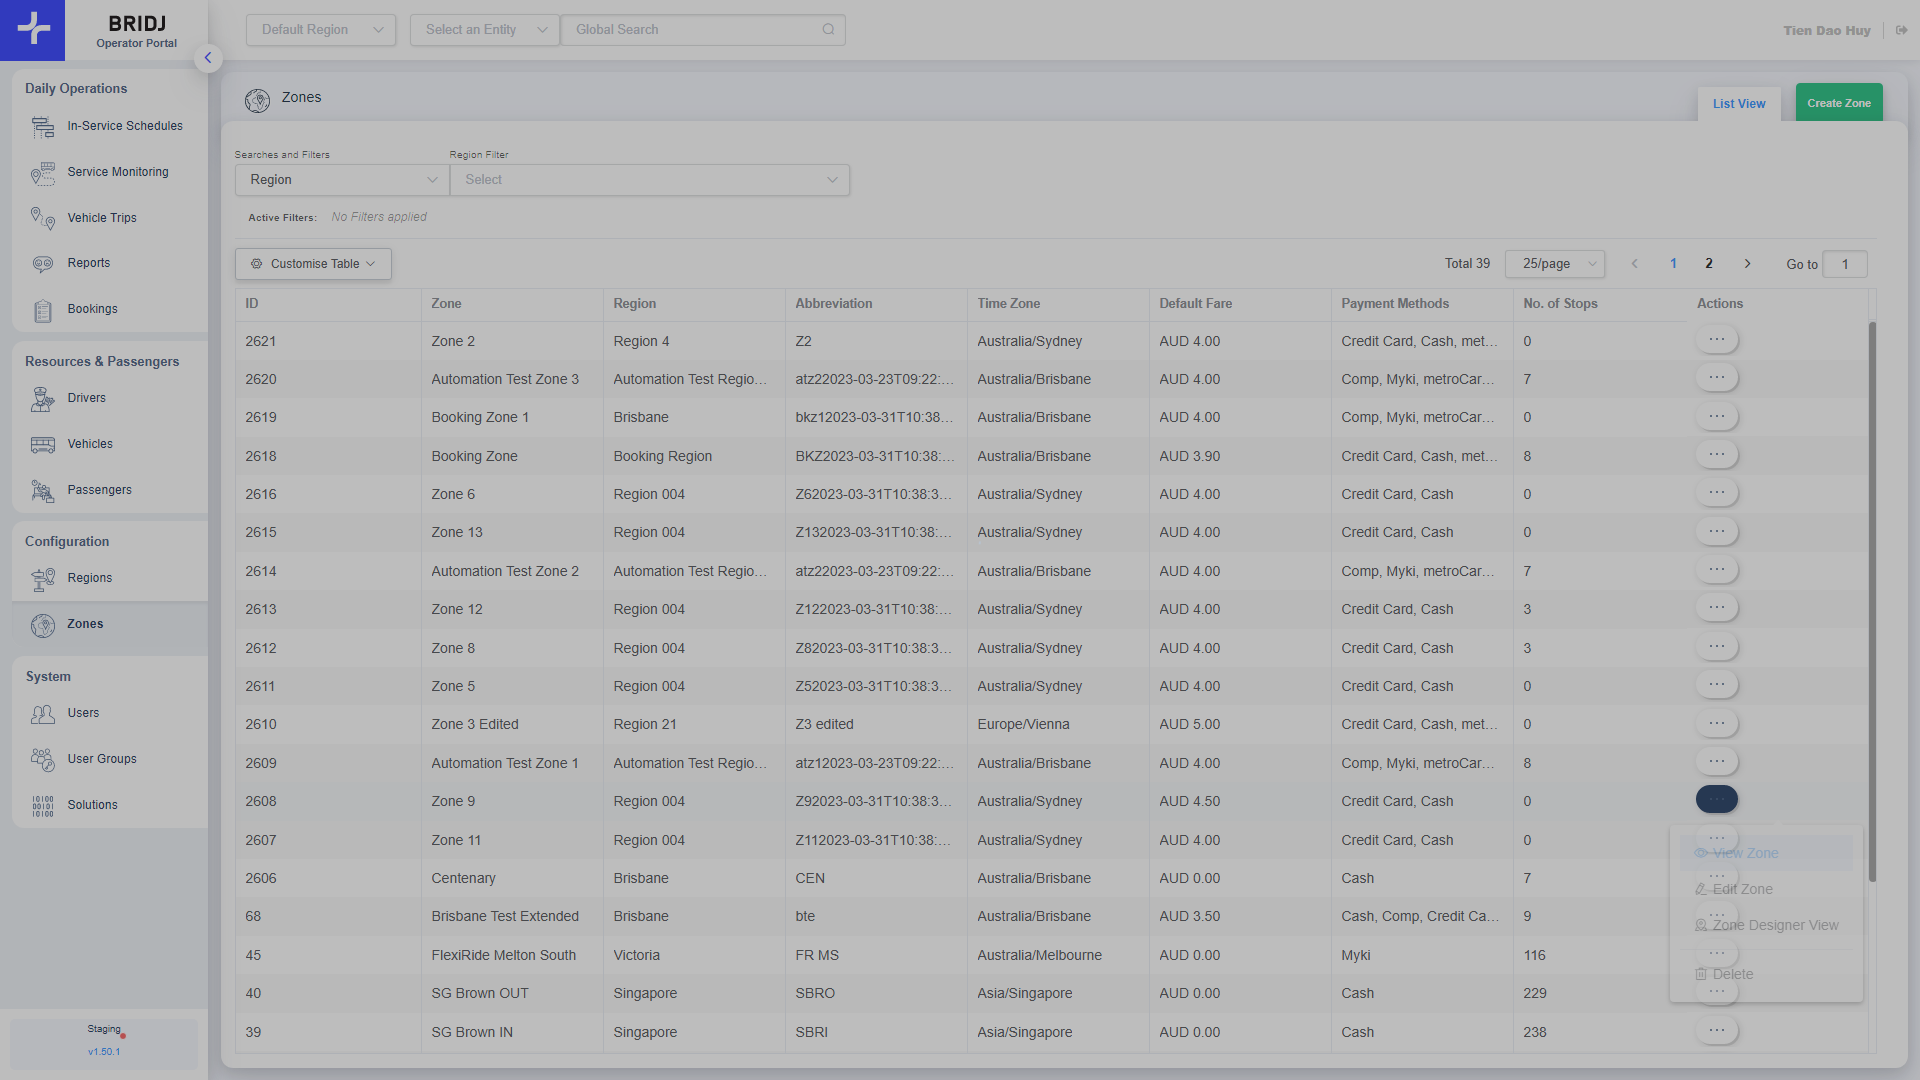 BRIDJ
Operator Portal
Default Region
Select an Entity
Global Search
Tien Dao Huy
Daily Operations
In-Service Schedules
Service Monitoring
Vehicle Trips
Reports
Bookings
Resources & Passengers
Drivers
Vehicles
Passengers
Configuration
Regions
Zones
System
Users
User Groups
Solutions
Staging
v1.50.1
Zones
List View
Create Zone
Searches and Filters
Region Filter
Region
Select
Active Filters: No Filters applied
Customise Table
Total 39 25/page 1 2 Go to 1
ID Zone Region Abbreviation Time Zone Default Fare Payment Methods No. of Stops Actions
2621 Zone 2 Region 4 Z2 Australia/Sydney AUD 4.00 Credit Card, Cash, met... 0 ...
2620 Automation Test Zone 3 Automation Test Regio... atz22023-03-23T09:22:... Australia/Brisbane AUD 4.00 Comp, Myki, metroCar... 7 ...
2619 Booking Zone 1 Brisbane bkz12023-03-31T10:38... Australia/Brisbane AUD 4.00 Comp, Myki, metroCar... 0 ...
2618 Booking Zone Booking Region BKZ2023-03-31T10:38:... Australia/Brisbane AUD 3.90 Credit Card, Cash, met... 8 ...
2616 Zone 6 Region 004 Z62023-03-31T10:38:3... Australia/Sydney AUD 4.00 Credit Card, Cash 0 ...
2615 Zone 13 Region 004 Z132023-03-31T10:38:... Australia/Sydney AUD 4.00 Credit Card, Cash 0 ...
2614 Automation Test Zone 2 Automation Test Regio... atz22023-03-23T09:22:... Australia/Brisbane AUD 4.00 Comp, Myki, metroCar... 7 ...
2613 Zone 12 Region 004 Z122023-03-31T10:38:... Australia/Sydney AUD 4.00 Credit Card, Cash 3 ...
2612 Zone 8 Region 004 Z82023-03-31T10:38:3... Australia/Sydney AUD 4.00 Credit Card, Cash 3 ...
2611 Zone 5 Region 004 Z52023-03-31T10:38:3... Australia/Sydney AUD 4.00 Credit Card, Cash 0 ...
2610 Zone 3 Edited Region 21 Z3 edited Europe/Vienna AUD 5.00 Credit Card, Cash, met... 0 ...
2609 Automation Test Zone 1 Automation Test Regio... atz12023-03-23T09:22:... Australia/Brisbane AUD 4.00 Comp, Myki, metroCar... 8 ...
2608 Zone 9 Region 004 Z92023-03-31T10:38:3... Australia/Sydney AUD 4.50 Credit Card, Cash 0 ...
2607 Zone 11 Region 004 Z112023-03-31T10:38:... Australia/Sydney AUD 4.00 Credit Card, Cash 0 ...
2606 Centenary Brisbane CEN Australia/Brisbane AUD 0.00 Cash 7 ...
68 Brisbane Test Extended Brisbane bte Australia/Brisbane AUD 3.50 Cash, Comp, Credit Ca... 9 ...
45 FlexiRide Melton South Victoria FR MS Australia/Melbourne AUD 0.00 Myki 116 ...
40 SG Brown OUT Singapore SBRO Asia/Singapore AUD 0.00 Cash 229 ...
39 SG Brown IN Singapore SBRI Asia/Singapore AUD 0.00 Cash 238 ...
View Zone
Edit Zone
Zone Designer View
Delete